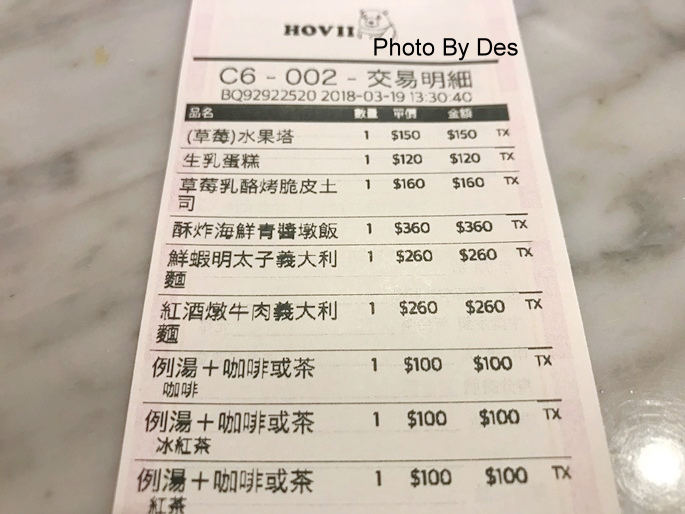 HOVII
Photo By Des
C6 - 002 - 交易明細
BQ92922520 2018-03-19 13:30:40
品名 數量 單價 金額
(草莓)水果塔 1 $150 $150 TX
生乳蛋糕 1 $120 $120 TX
草莓乳酪烤脆皮土 1 $160 $160 TX
司
酥炸海鮮青醬墩飯 1 $360 $360 TX
鮮蝦明太子義大利 1 $260 $260 TX
麵
紅酒燉牛肉義大利 1 $260 $260 TX
麵
例湯+咖啡或茶 1 $100 $100 TX
咖啡
例湯+咖啡或茶 1 $100 $100 TX
冰紅茶
例湯+咖啡或茶 1 $100 $100 TX
紅茶